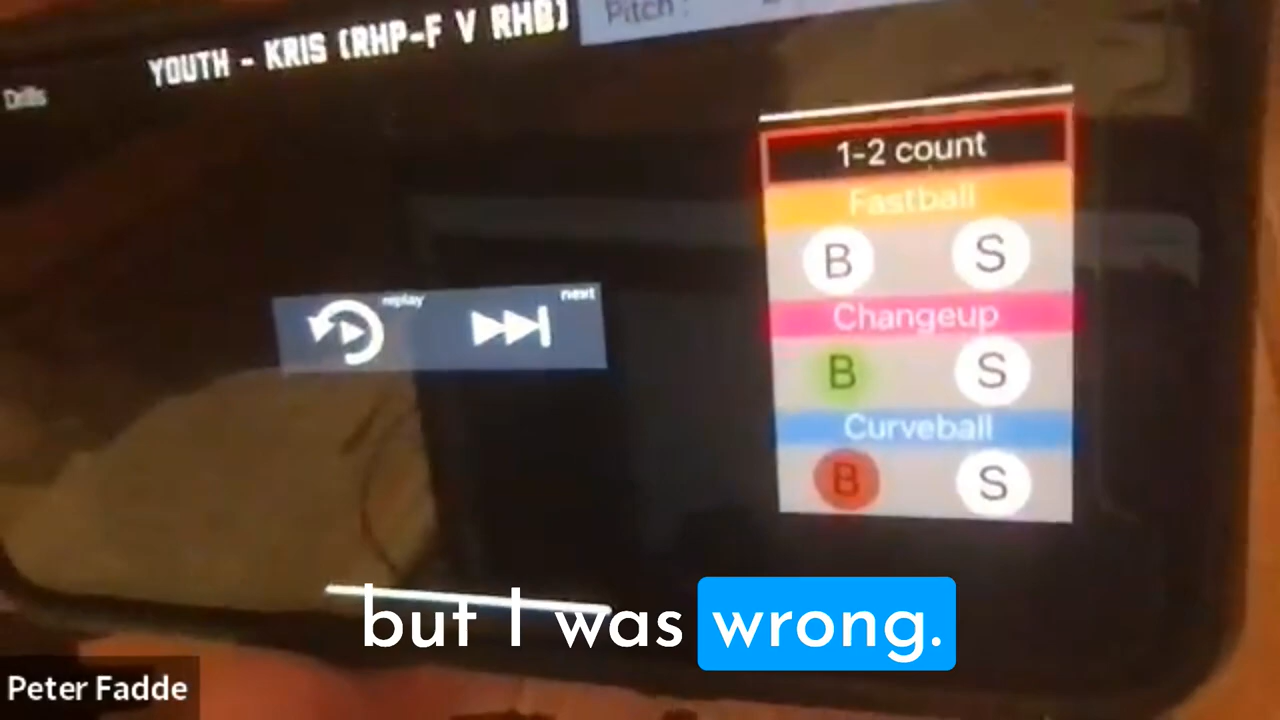 YOUTH - KRIS (RHP-F V RHB)
Pitch :
Drills
1-2 count
Fastball
B S
replay
next
Changeup
B S
Curveball
B S
but I was wrong.
Peter Fadde